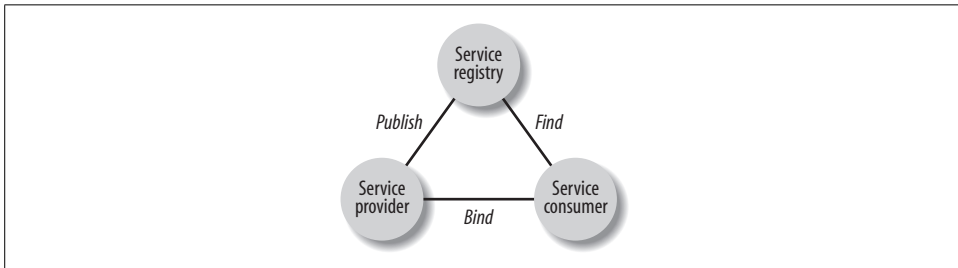 Service
registry
Publish
Find
Service
provider
Service
consumer
Bind